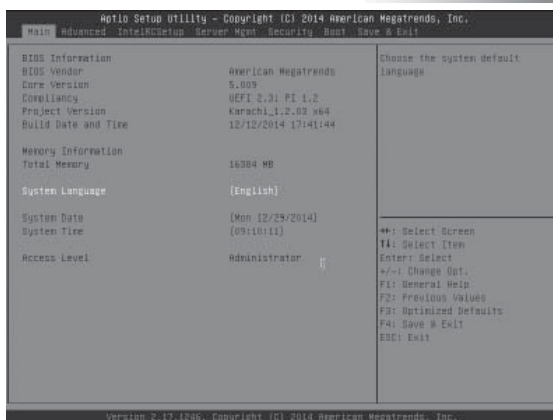 Aptio Setup Utility - Copyright (C) 2014 American Megatrends, Inc.
Main Advanced IntelRCSetup Server Mgmt Security Boot Save & Exit
BIOS Information
BIOS Vendor American Megatrends
Core Version 5.009
Compliancy UEFI 2.3; PI 1.2
Project Version Karachi_1.2.03 x64
Build Date and Time 12/12/2014 17:41:44
Memory Information
Total Memory 16384 MB
System Language [English]
System Date [Mon 12/29/2014]
System Time [09:10:11]
Access Level Administrator
Choose the system default
language
: Select Screen
: Select Item
Enter: Select
+/-: Change Opt.
F1: General Help
F2: Previous Values
F3: Optimized Defaults
F4: Save & Exit
ESC: Exit
Version 2.17.1246. Copyright (C) 2014 American Megatrends, Inc.